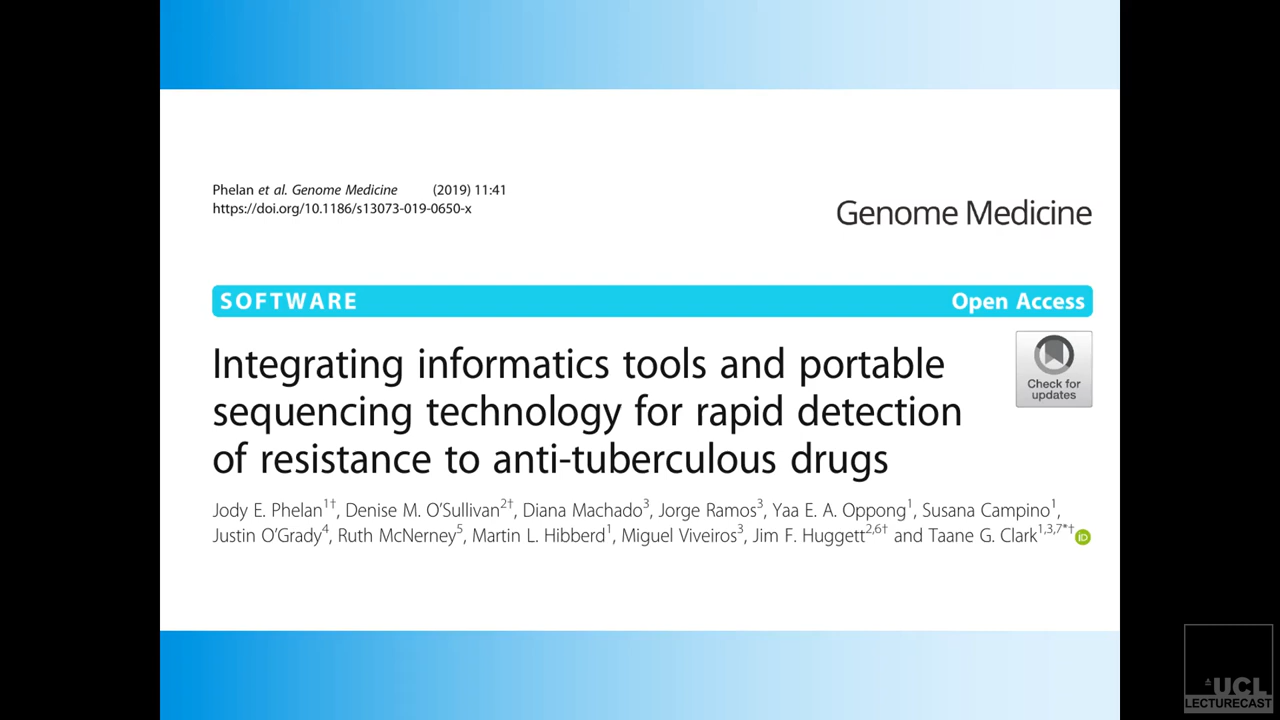 Phelan et al. Genome Medicine (2019) 11:41
https://doi.org/10.1186/s13073-019-0650-x
Genome Medicine
SOFTWARE Open Access
Integrating informatics tools and portable
sequencing technology for rapid detection
of resistance to anti-tuberculous drugs
Check for
updates
Jody E. Phelan1†, Denise M. O’Sullivan2†, Diana Machado3, Jorge Ramos3, Yaa E. A. Oppong1, Susana Campino1,
Justin O’Grady4, Ruth McNerney5, Martin L. Hibberd1, Miguel Viveiros3, Jim F. Huggett2,6† and Taane G. Clark1,3,7*† iD
UCL
LECTURECAST